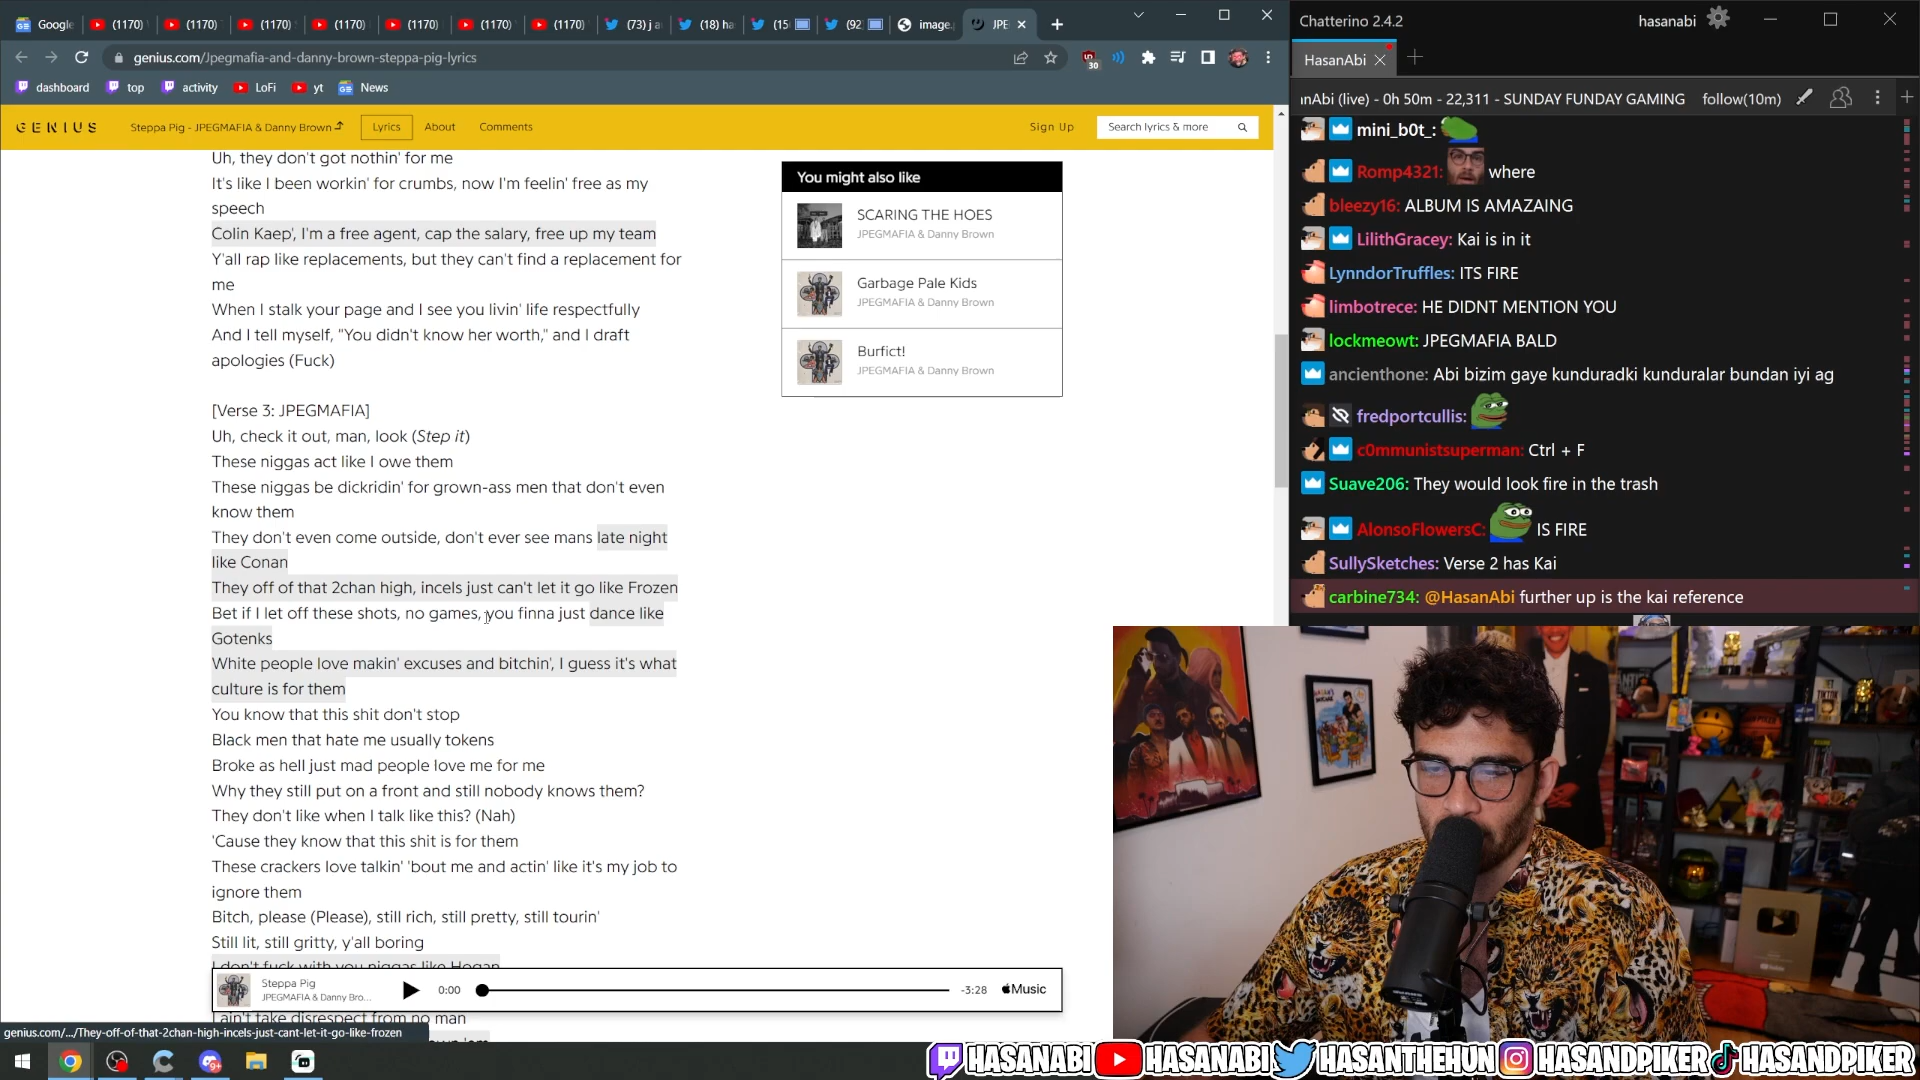 Google
(1170)
(1170)
(1170)
(1170)
(1170)
(1170)
(1170)
(73) j a
(18) ha
(15
(92
image.
JPE
genius.com/Jpegmafia-and-danny-brown-steppa-pig-lyrics
30
dashboard
top
activity
LoFi
yt
News
GENIUS
Steppa Pig - JPEGMAFIA & Danny Brown
Lyrics
About
Comments
Sign Up
Search lyrics & more
Uh, they don't got nothin' for me
It's like I been workin' for crumbs, now I'm feelin' free as my
speech
Colin Kaep', I'm a free agent, cap the salary, free up my team
Y'all rap like replacements, but they can't find a replacement for
me
When I stalk your page and I see you livin' life respectfully
And I tell myself, "You didn't know her worth," and I draft
apologies (Fuck)
[Verse 3: JPEGMAFIA]
Uh, check it out, man, look (Step it)
These niggas act like I owe them
These niggas be dickridin' for grown-ass men that don't even
know them
They don't even come outside, don't ever see mans late night
like Conan
They off of that 2chan high, incels just can't let it go like Frozen
Bet if I let off these shots, no games, you finna just dance like
Gotenks
White people love makin' excuses and bitchin', I guess it's what
culture is for them
You know that this shit don't stop
Black men that hate me usually tokens
Broke as hell just mad people love me for me
Why they still put on a front and still nobody knows them?
They don't like when I talk like this? (Nah)
'Cause they know that this shit is for them
These crackers love talkin' 'bout me and actin' like it's my job to
ignore them
Bitch, please (Please), still rich, still pretty, still tourin'
Still lit, still gritty, y'all boring
I don't fuck with you niggas like Hogan
I ain't take disrespect from no man
You might also like
SCARING THE HOES
JPEGMAFIA & Danny Brown
Garbage Pale Kids
JPEGMAFIA & Danny Brown
Burfict!
JPEGMAFIA & Danny Brown
Steppa Pig
JPEGMAFIA & Danny Bro...
0:00
-3:28
Music
genius.com/.../They-off-of-that-2chan-high-incels-just-cant-let-it-go-like-frozen
Chatterino 2.4.2
hasanabi
HasanAbi
nAbi (live) - 0h 50m - 22,311 - SUNDAY FUNDAY GAMING
follow(10m)
mini_b0t_:
Romp4321: where
bleezy16: ALBUM IS AMAZAING
LilithGracey: Kai is in it
LynndorTruffles: ITS FIRE
limbotrece: HE DIDNT MENTION YOU
lockmeowt: JPEGMAFIA BALD
ancienthone: Abi bizim gaye kunduradki kunduralar bundan iyi ag
fredportcullis:
c0mmunistsuperman: Ctrl + F
Suave206: They would look fire in the trash
AlonsoFlowersC: IS FIRE
SullySketches: Verse 2 has Kai
carbine734: @HasanAbi further up is the kai reference
HASANABI
HASANABI
HASANTHEHUN
HASANDPIKER
HASANDPIKER